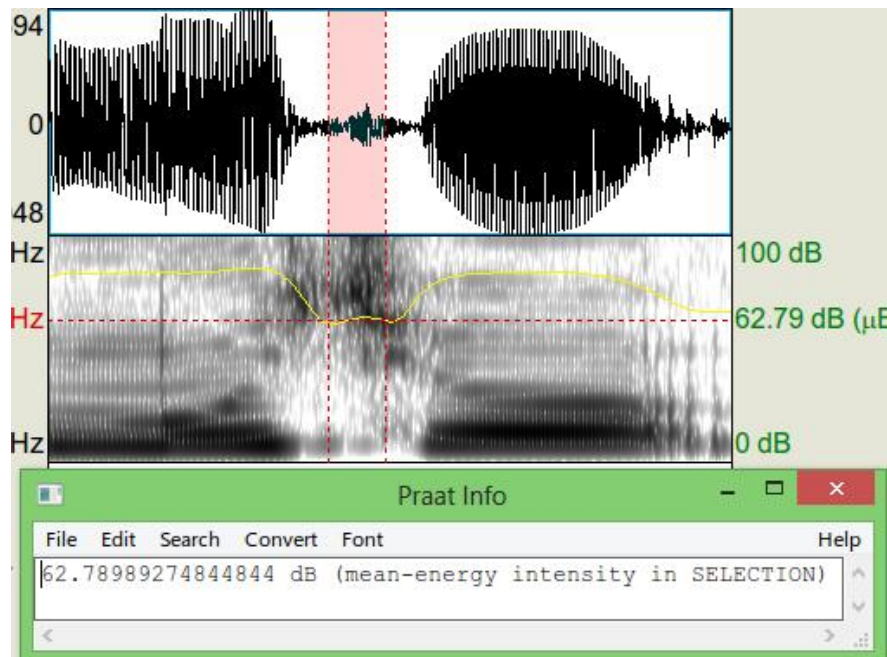 94
0
48
Hz
100 dB
Hz
62.79 dB (µE
Hz
0 dB
Praat Info
File Edit Search Convert Font Help
62.78989274844844 dB (mean-energy intensity in SELECTION)